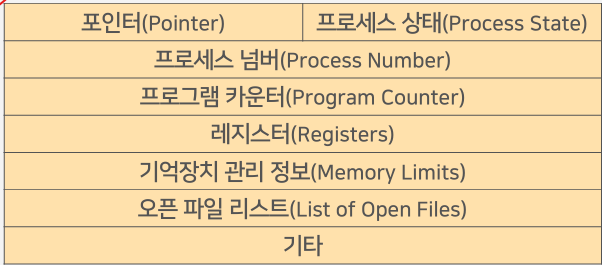 포인터(Pointer) 프로세스 상태(Process State)
프로세스 넘버(Process Number)
프로그램 카운터(Program Counter)
레지스터(Registers)
기억장치 관리 정보(Memory Limits)
오픈 파일 리스트(List of Open Files)
기타